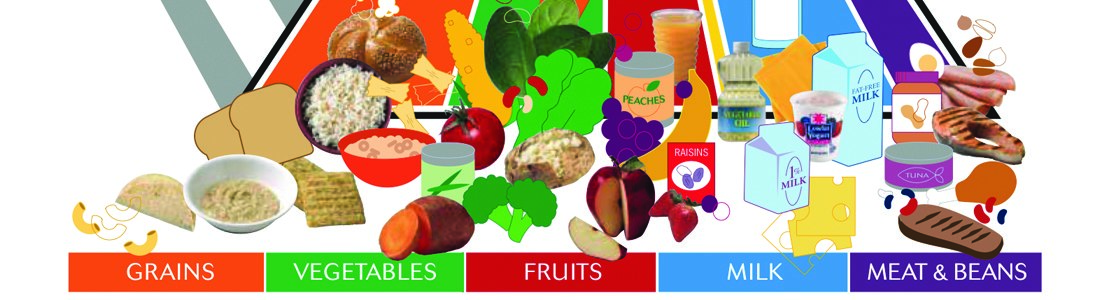 PEACHES
VEGETABLE
OIL
FAT-FREE
MILK
Lowfat
Yogurt
RAISINS
1%
MILK
TUNA
GRAINS
VEGETABLES
FRUITS
MILK
MEAT & BEANS